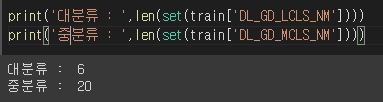 print('대분류 : ',len(set(train['DL_GD_LCLS_NM'])))
print('중분류 : ',len(set(train['DL_GD_MCLS_NM'])))
대분류 :  6
중분류 :  20